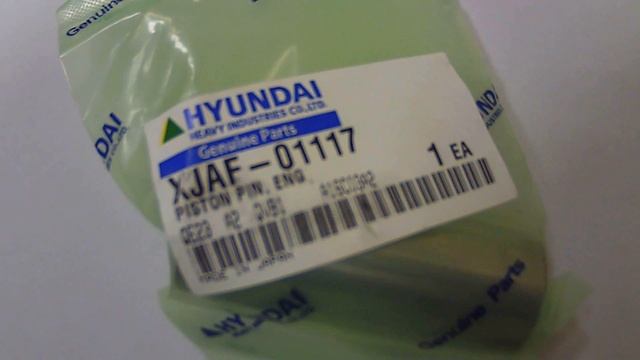 Genuine
HYUNDAI
HEAVY INDUSTRIES CO.,LTD.
Genuine Parts
XJAF-01117
1 EA
PISTON PIN, ENG
MADE IN JAPAN
HYUNDAI
Genuine Parts